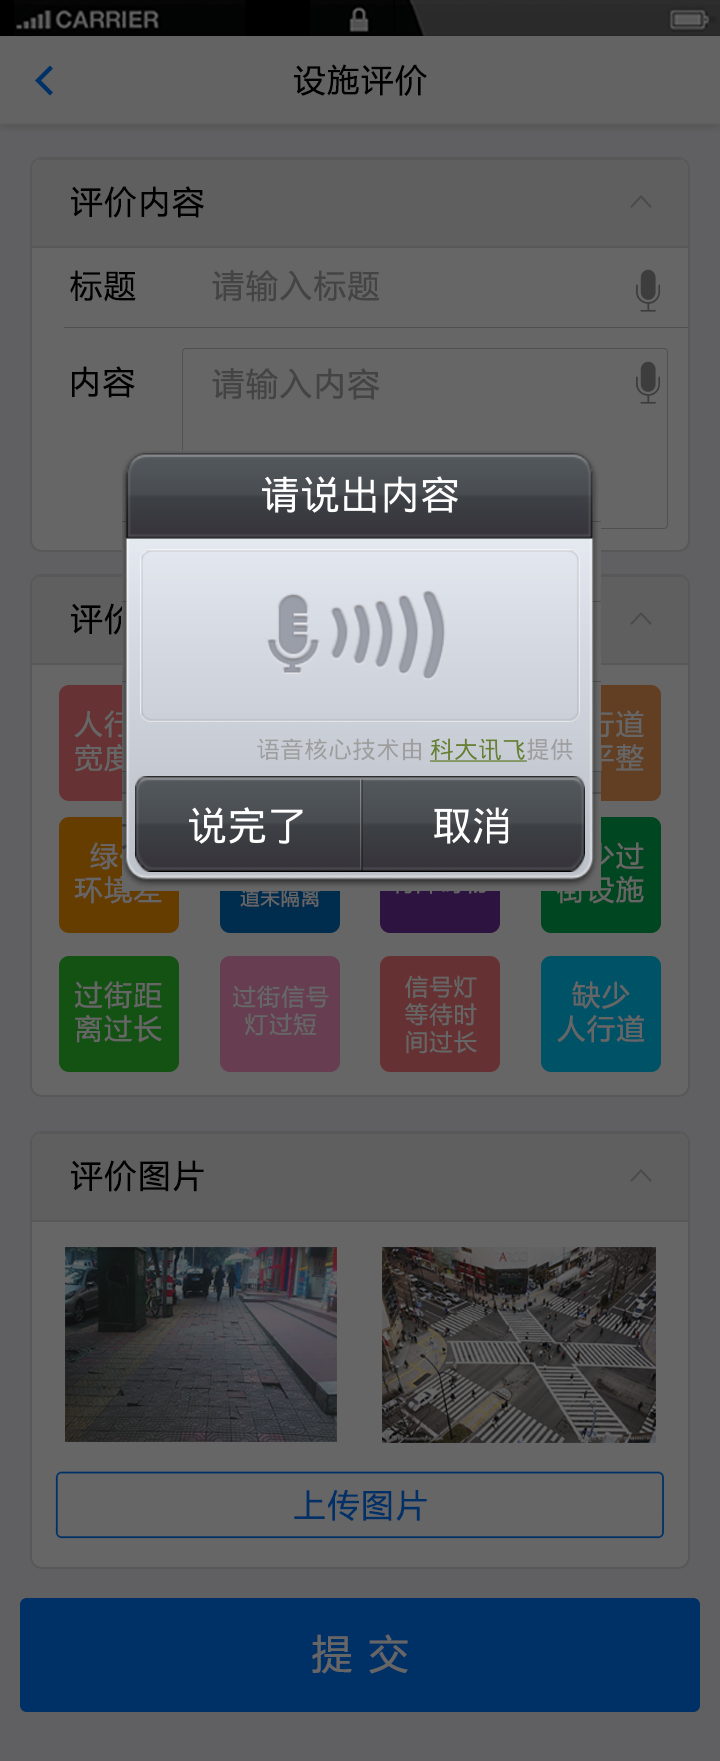 CARRIER
设施评价
评价内容
标题 请输入标题
内容 请输入内容
请说出内容
语音核心技术由 科大讯飞提供
说完了 取消
评价
人行
宽度
行道
平整
绿化
环境差
道未隔离
少过
街设施
过街距
离过长
过街信号
灯过短
信号灯
等待时
间过长
缺少
人行道
评价图片
上传图片
提 交